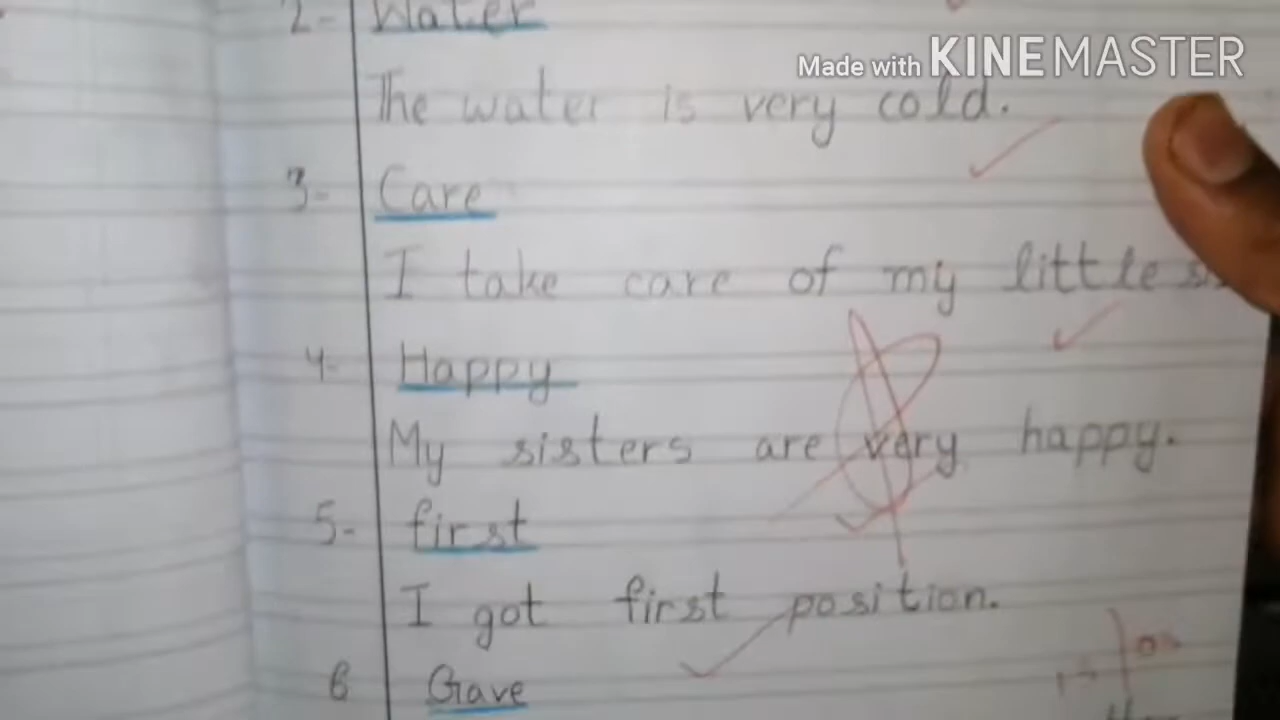 2- Water
Made with KINEMASTER
The water is very cold.
3- Care
I take care of my little
4- Happy
My sisters are very happy.
5- first
I got first position.
6 Gave